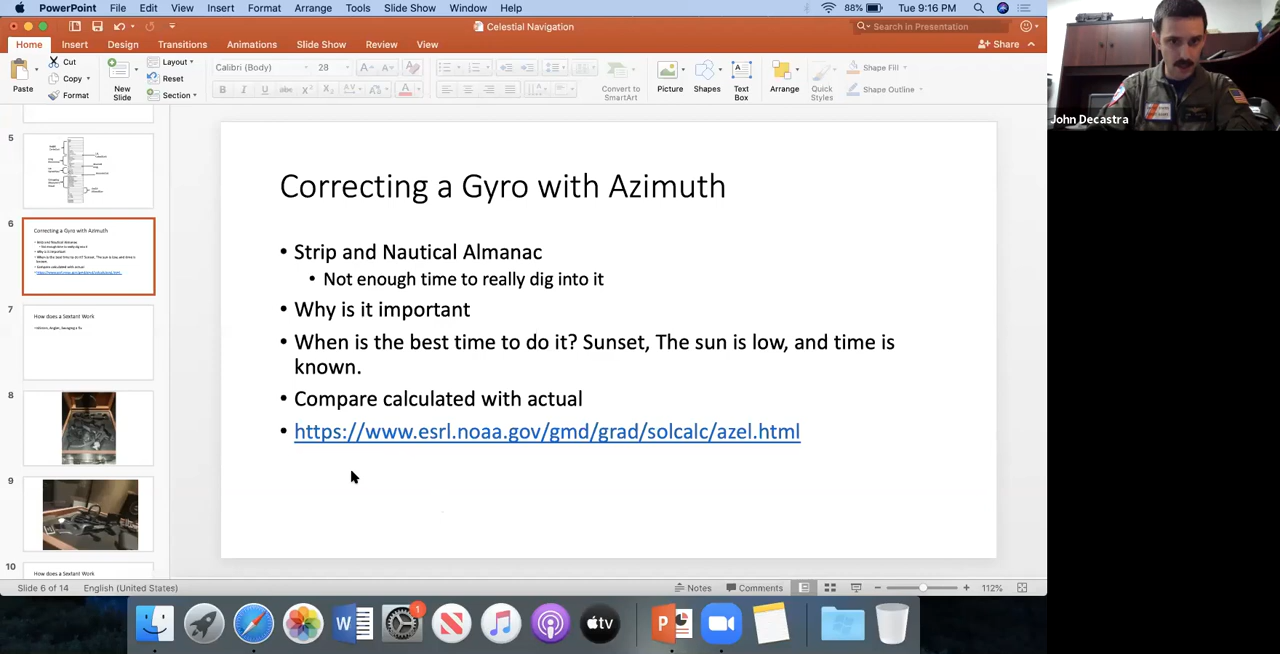 PowerPoint File Edit View Insert Format Arrange Tools Slide Show Window Help 88% Tue 9:16 PM
Celestial Navigation
Search in Presentation
Home Insert Design Transitions Animations Slide Show Review View Share
Paste Cut Copy Format
New Slide Layout Reset Section
Calibri (Body) 28
Convert to SmartArt
Picture Shapes Text Box Arrange Quick Styles Shape Fill Shape Outline
John Decastra
5
6
Correcting a Gyro with Azimuth
7
How does a Sextant Work
8
9
10
How does a Sextant Work
Correcting a Gyro with Azimuth
• Strip and Nautical Almanac
• Not enough time to really dig into it
• Why is it important
• When is the best time to do it? Sunset, The sun is low, and time is
known.
• Compare calculated with actual
• https://www.esrl.noaa.gov/gmd/grad/solcalc/azel.html
Slide 6 of 14 English (United States) Notes Comments 112%
1
tv